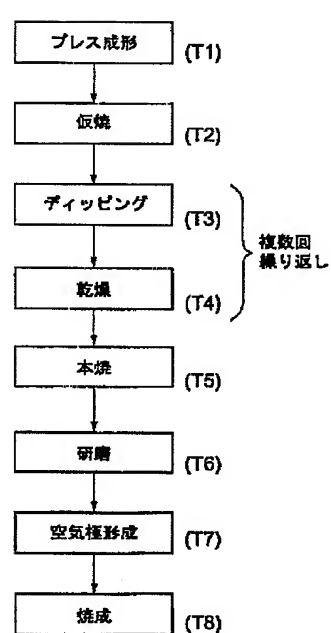 プレス成形
(T1)
仮焼
(T2)
ディッピング
(T3)
乾燥
(T4)
複数回
繰り返し
本焼
(T5)
研磨
(T6)
空気極形成
(T7)
焼成
(T8)